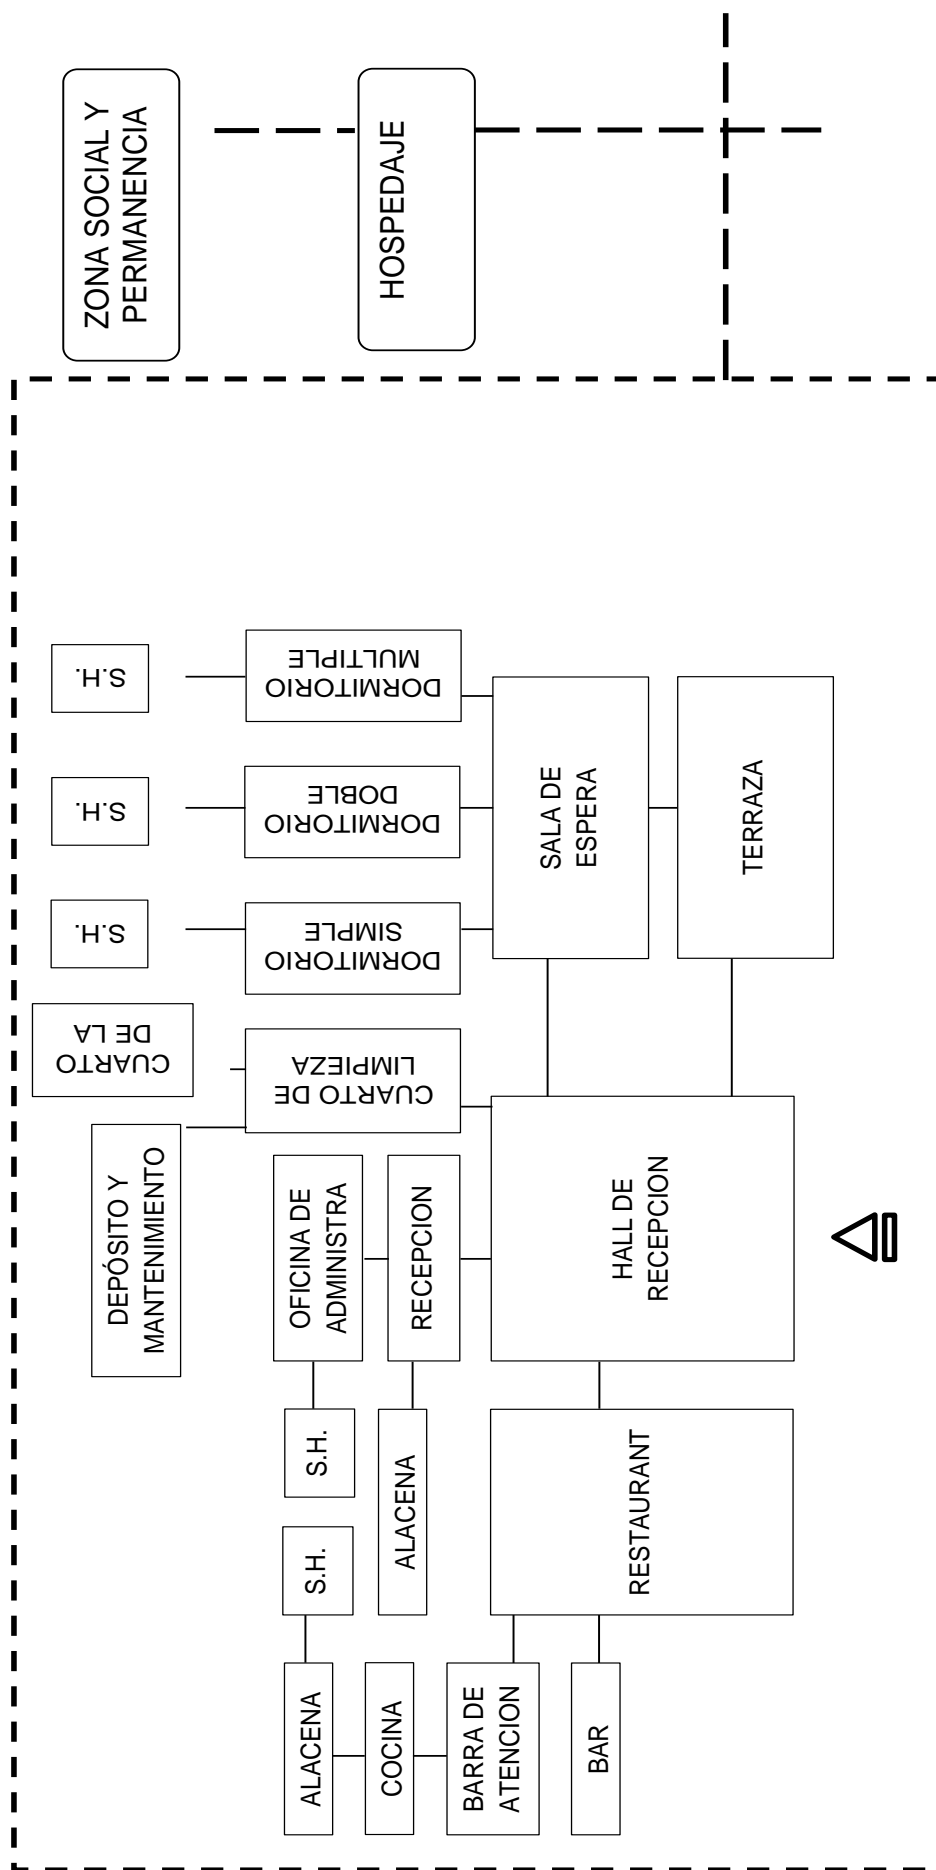 ZONA SOCIAL Y
PERMANENCIA
HOSPEDAJE
S.H.
S.H.
S.H.
CUARTO
DE LA
DEPÓSITO Y
MANTENIMIENTO
DORMITORIO
MULTIPLE
DORMITORIO
DOBLE
DORMITORIO
SIMPLE
CUARTO DE
LIMPIEZA
OFICINA DE
ADMINISTRA
RECEPCION
S.H.
ALACENA
S.H.
ALACENA
COCINA
BARRA DE
ATENCION
BAR
SALA DE
ESPERA
TERRAZA
HALL DE
RECEPCION
RESTAURANT